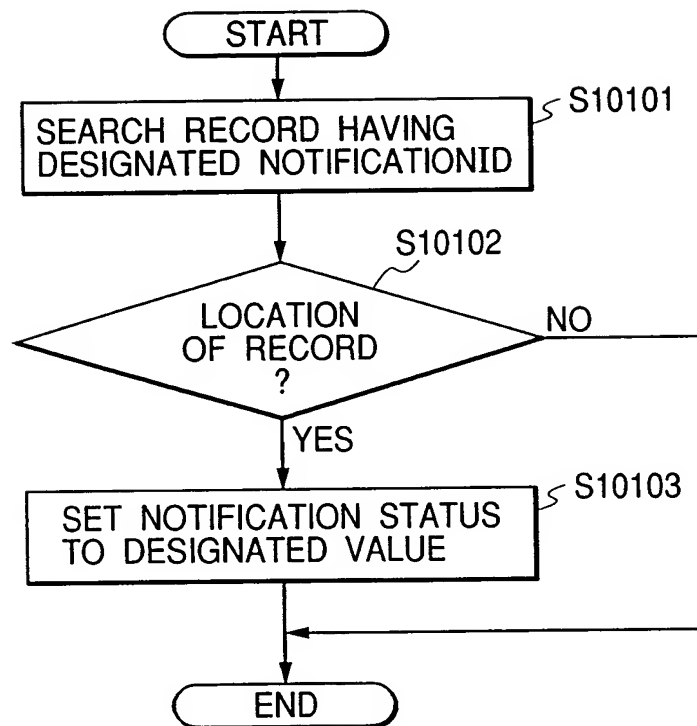 START
S10101
SEARCH RECORD HAVING
DESIGNATED NOTIFICATIONID
S10102
LOCATION
OF RECORD
?
NO
YES
S10103
SET NOTIFICATION STATUS
TO DESIGNATED VALUE
END